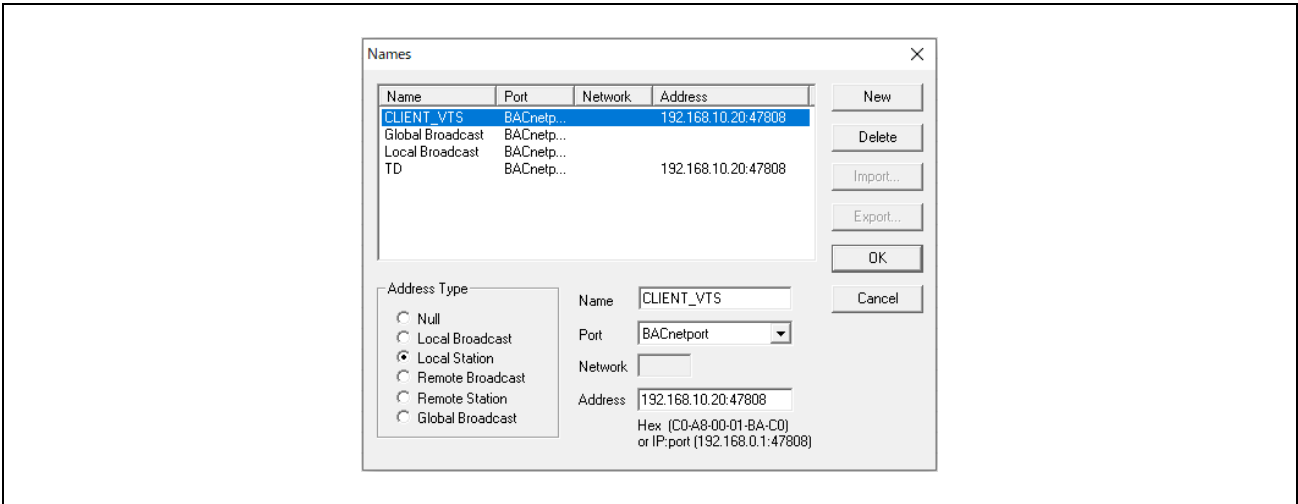 Names
Name Port Network Address
CLIENT_VTS BACnetp... 192.168.10.20:47808
Global Broadcast BACnetp...
Local Broadcast BACnetp...
TD BACnetp... 192.168.10.20:47808
New
Delete
Import...
Export...
OK
Cancel
Address Type
Null
Local Broadcast
Local Station
Remote Broadcast
Remote Station
Global Broadcast
Name CLIENT_VTS
Port BACnetport
Network
Address 192.168.10.20:47808
Hex (C0-A8-00-01-BA-C0)
or IP:port (192.168.0.1:47808)